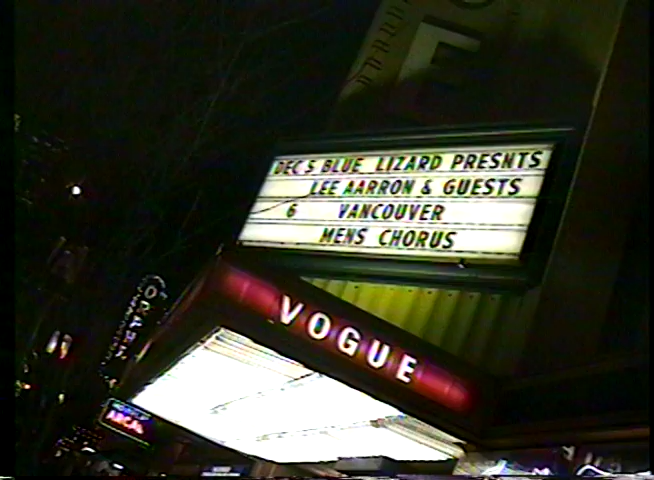 E
DEC 5 BLUE LIZARD PRESNTS
LEE AARRON & GUESTS
6 VANCOUVER
MENS CHORUS
VOGUE